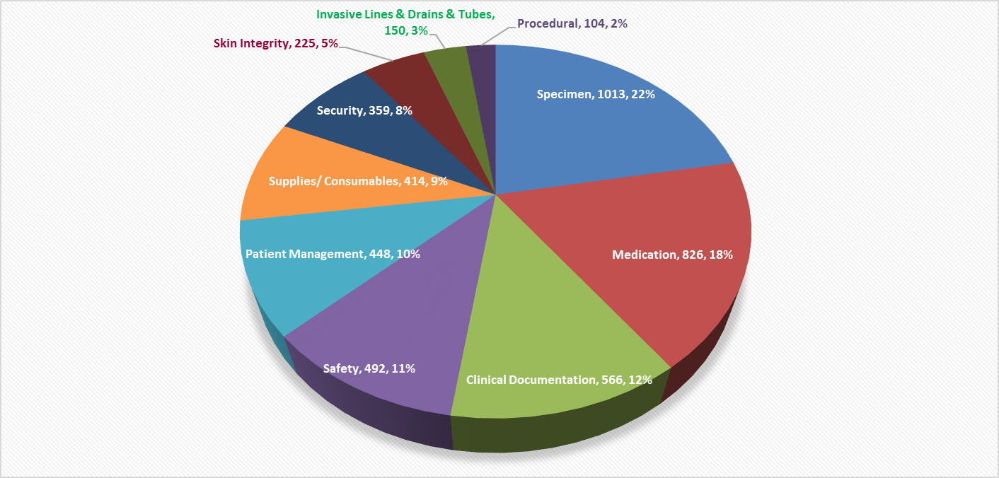 Invasive Lines & Drains & Tubes,
150, 3%
Procedural, 104, 2%
Skin Integrity, 225, 5%
Specimen, 1013, 22%
Security, 359, 8%
Supplies/ Consumables, 414, 9%
Patient Management, 448, 10%
Medication, 826, 18%
Safety, 492, 11%
Clinical Documentation, 566, 12%